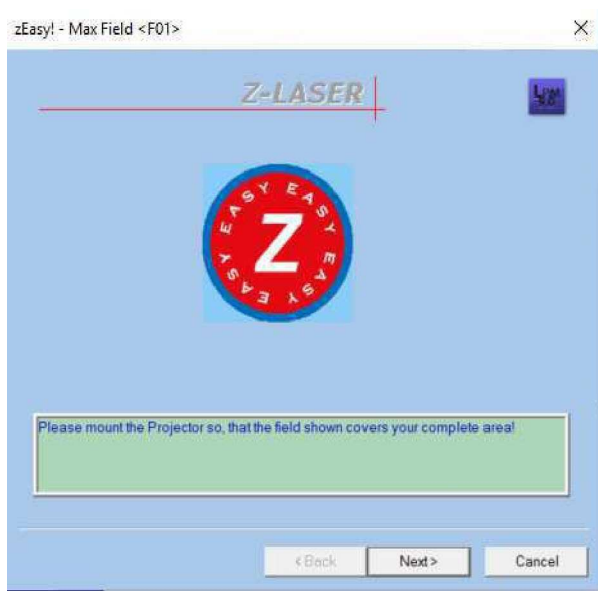 zEasy! - Max Field <F01>
Z-LASER
EASY EASY EASY EASY
Z
Please mount the Projector so, that the field shown covers your complete area!
< Back
Next >
Cancel